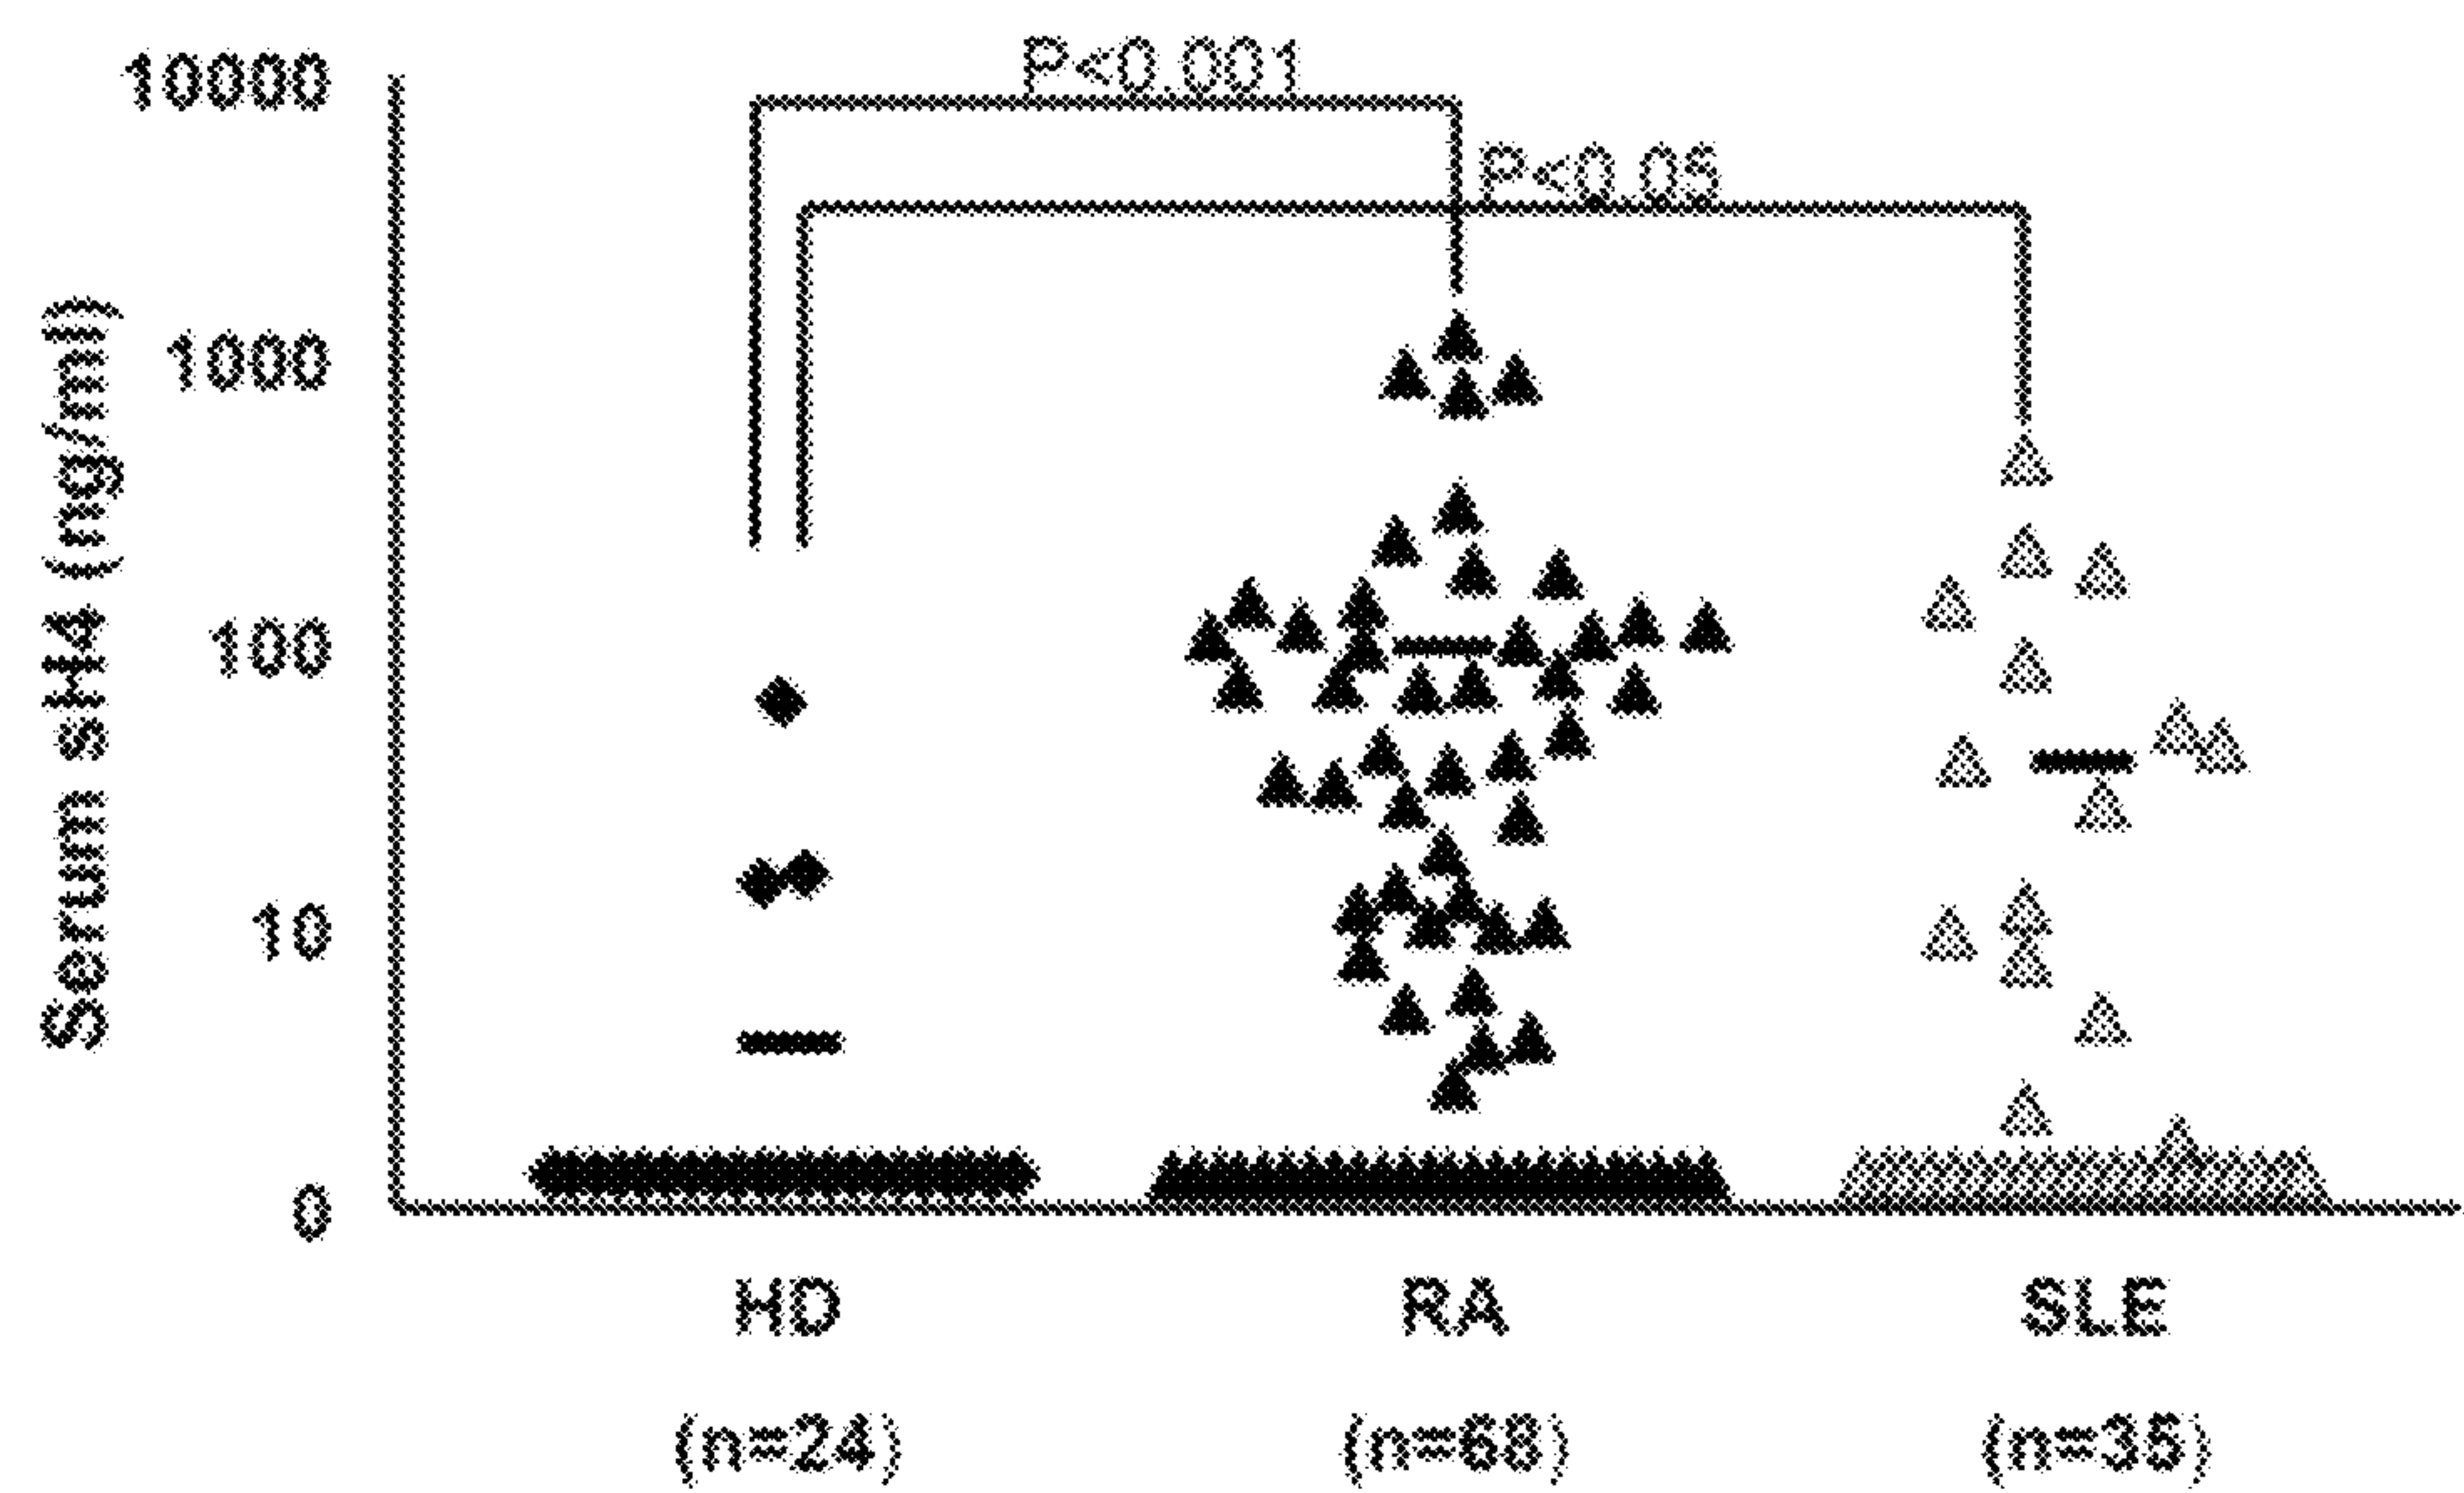 P<0.001
P<0.05
Serum sH4 (ng/ml)
10000
1000
100
10
0
HD
RA
SLE
(n=24)
(n=68)
(n=35)